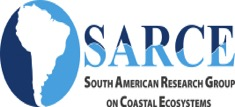 SARCE
SOUTH AMERICAN RESEARCH GROUP
ON COASTAL ECOSYSTEMS